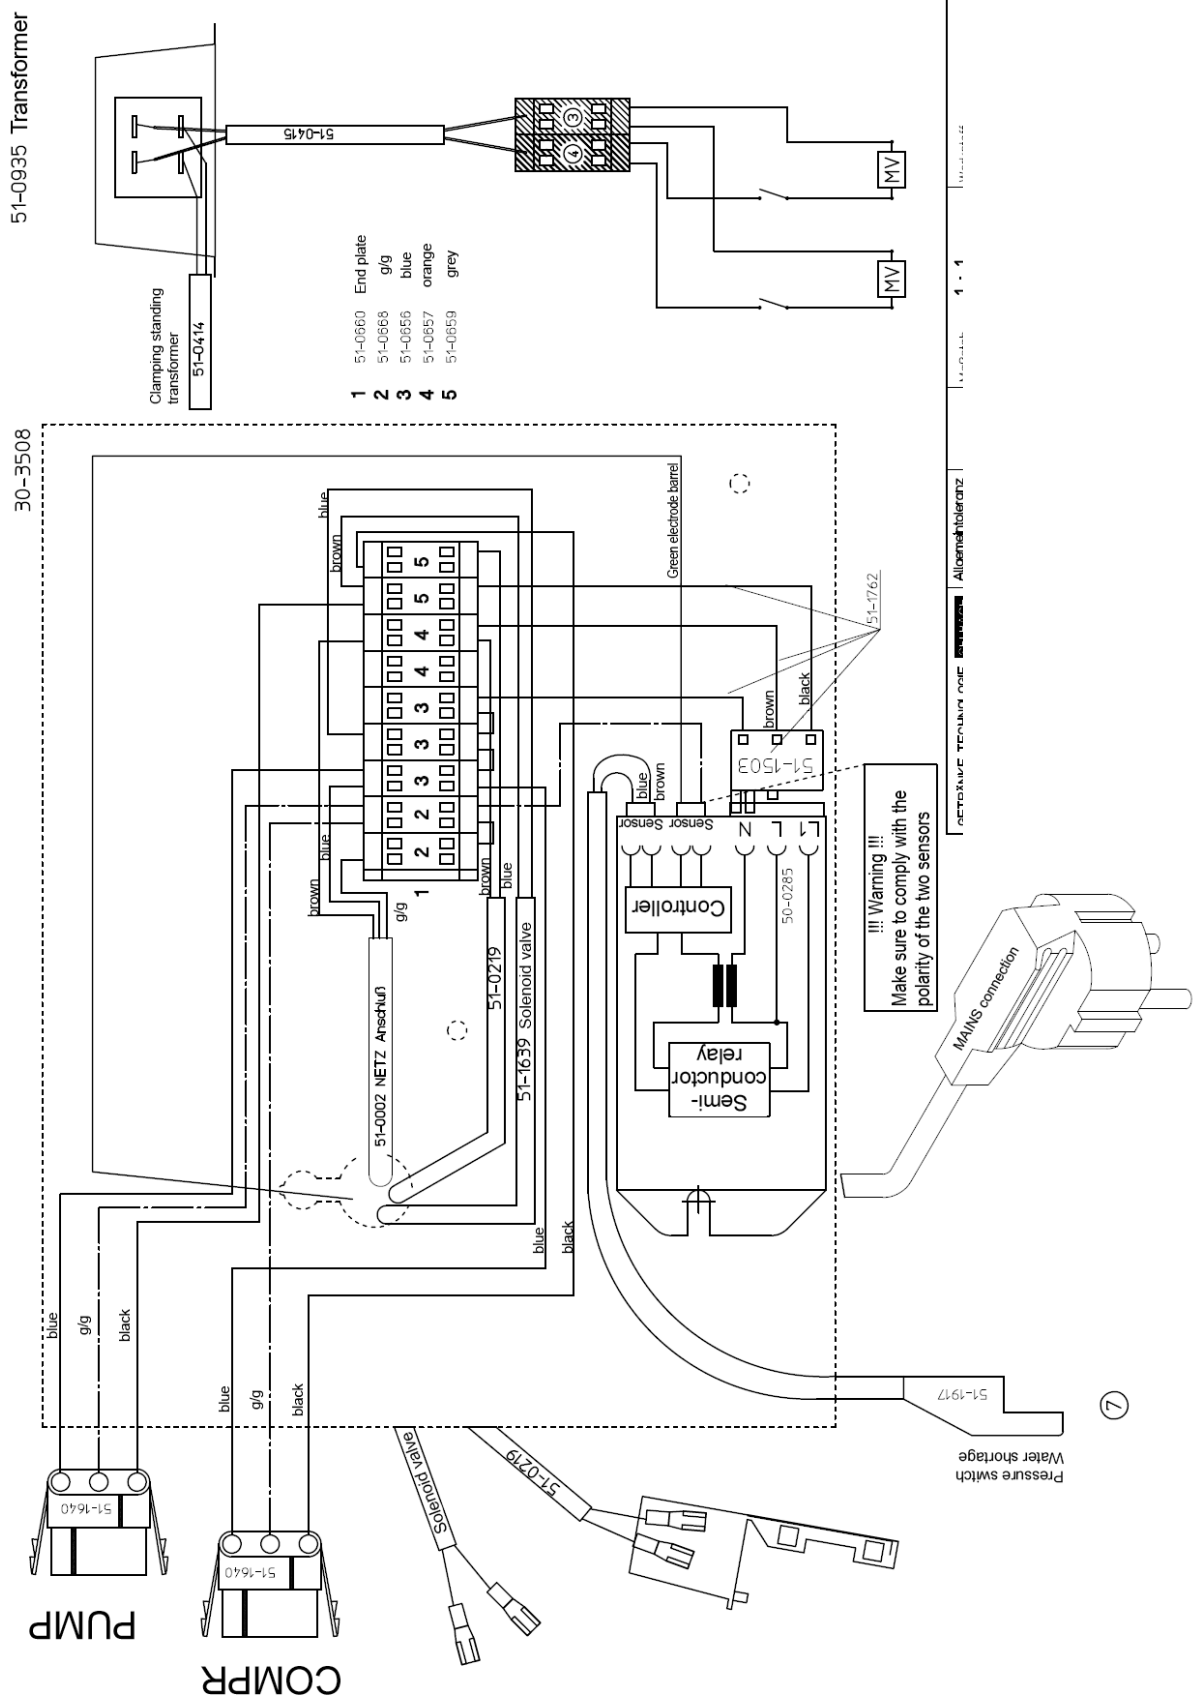 51-0935 Transformer
30-3508
Clamping standing
transformer
51-0414
51-0415
3
4
MV
MV
1 51-0660 End plate
2 51-0668 g/g
3 51-0656 blue
4 51-0657 orange
5 51-0659 grey
blue
brown
5
5
4
4
3
3
3
2
2
1
blue
brown
g/g
brown
blue
51-0002 NETZ Anschluß
51-0219
51-1639 Solenoid valve
Green electrode barrel
51-1762
brown
black
51-1503
blue
brown
Sensor
Sensor
N
L
L1
Controller
50-0285
Semi-
conductor
relay
!!! Warning !!!
Make sure to comply with the
polarity of the two sensors
MAINS connection
blue
g/g
black
blue
g/g
black
blue
black
51-1640
PUMP
51-1640
COMPR
Solenoid valve
51-0219
51-1917
Pressure switch
Water shortage
7
GETRÄNKE TECHNOLOGIE
Allgemeintoleranz
1 - 1